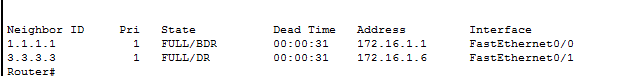 Neighbor ID     Pri   State           Dead Time   Address         Interface
1.1.1.1           1   FULL/BDR        00:00:31    172.16.1.1      FastEthernet0/0
3.3.3.3           1   FULL/DR         00:00:31    172.16.1.6      FastEthernet0/1
Router#